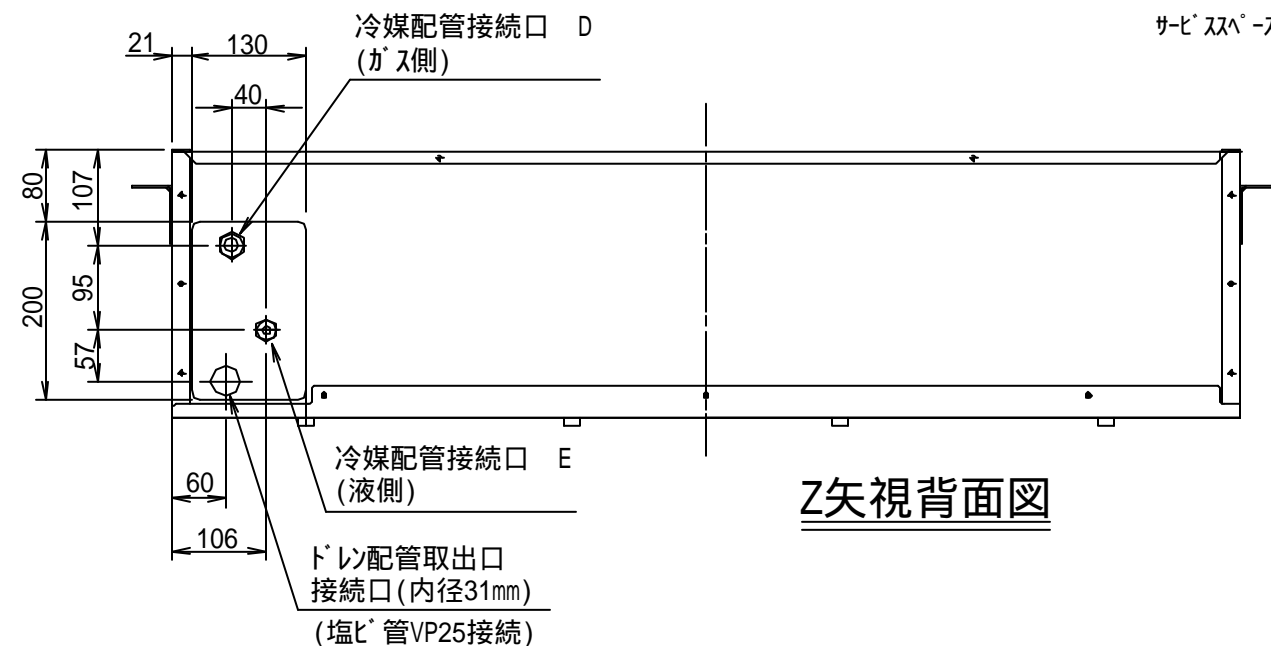 冷媒配管接続口　D
(ｶﾞｽ側)
ｻｰﾋﾞｽｽﾍﾟｰｽ
21
130
40
80
107
200
95
57
60
106
冷媒配管接続口　E
(液側)
Z矢視背面図
ﾄﾞﾚﾝ配管取出口
接続口(内径31㎜)
(塩ﾋﾞ管VP25接続)